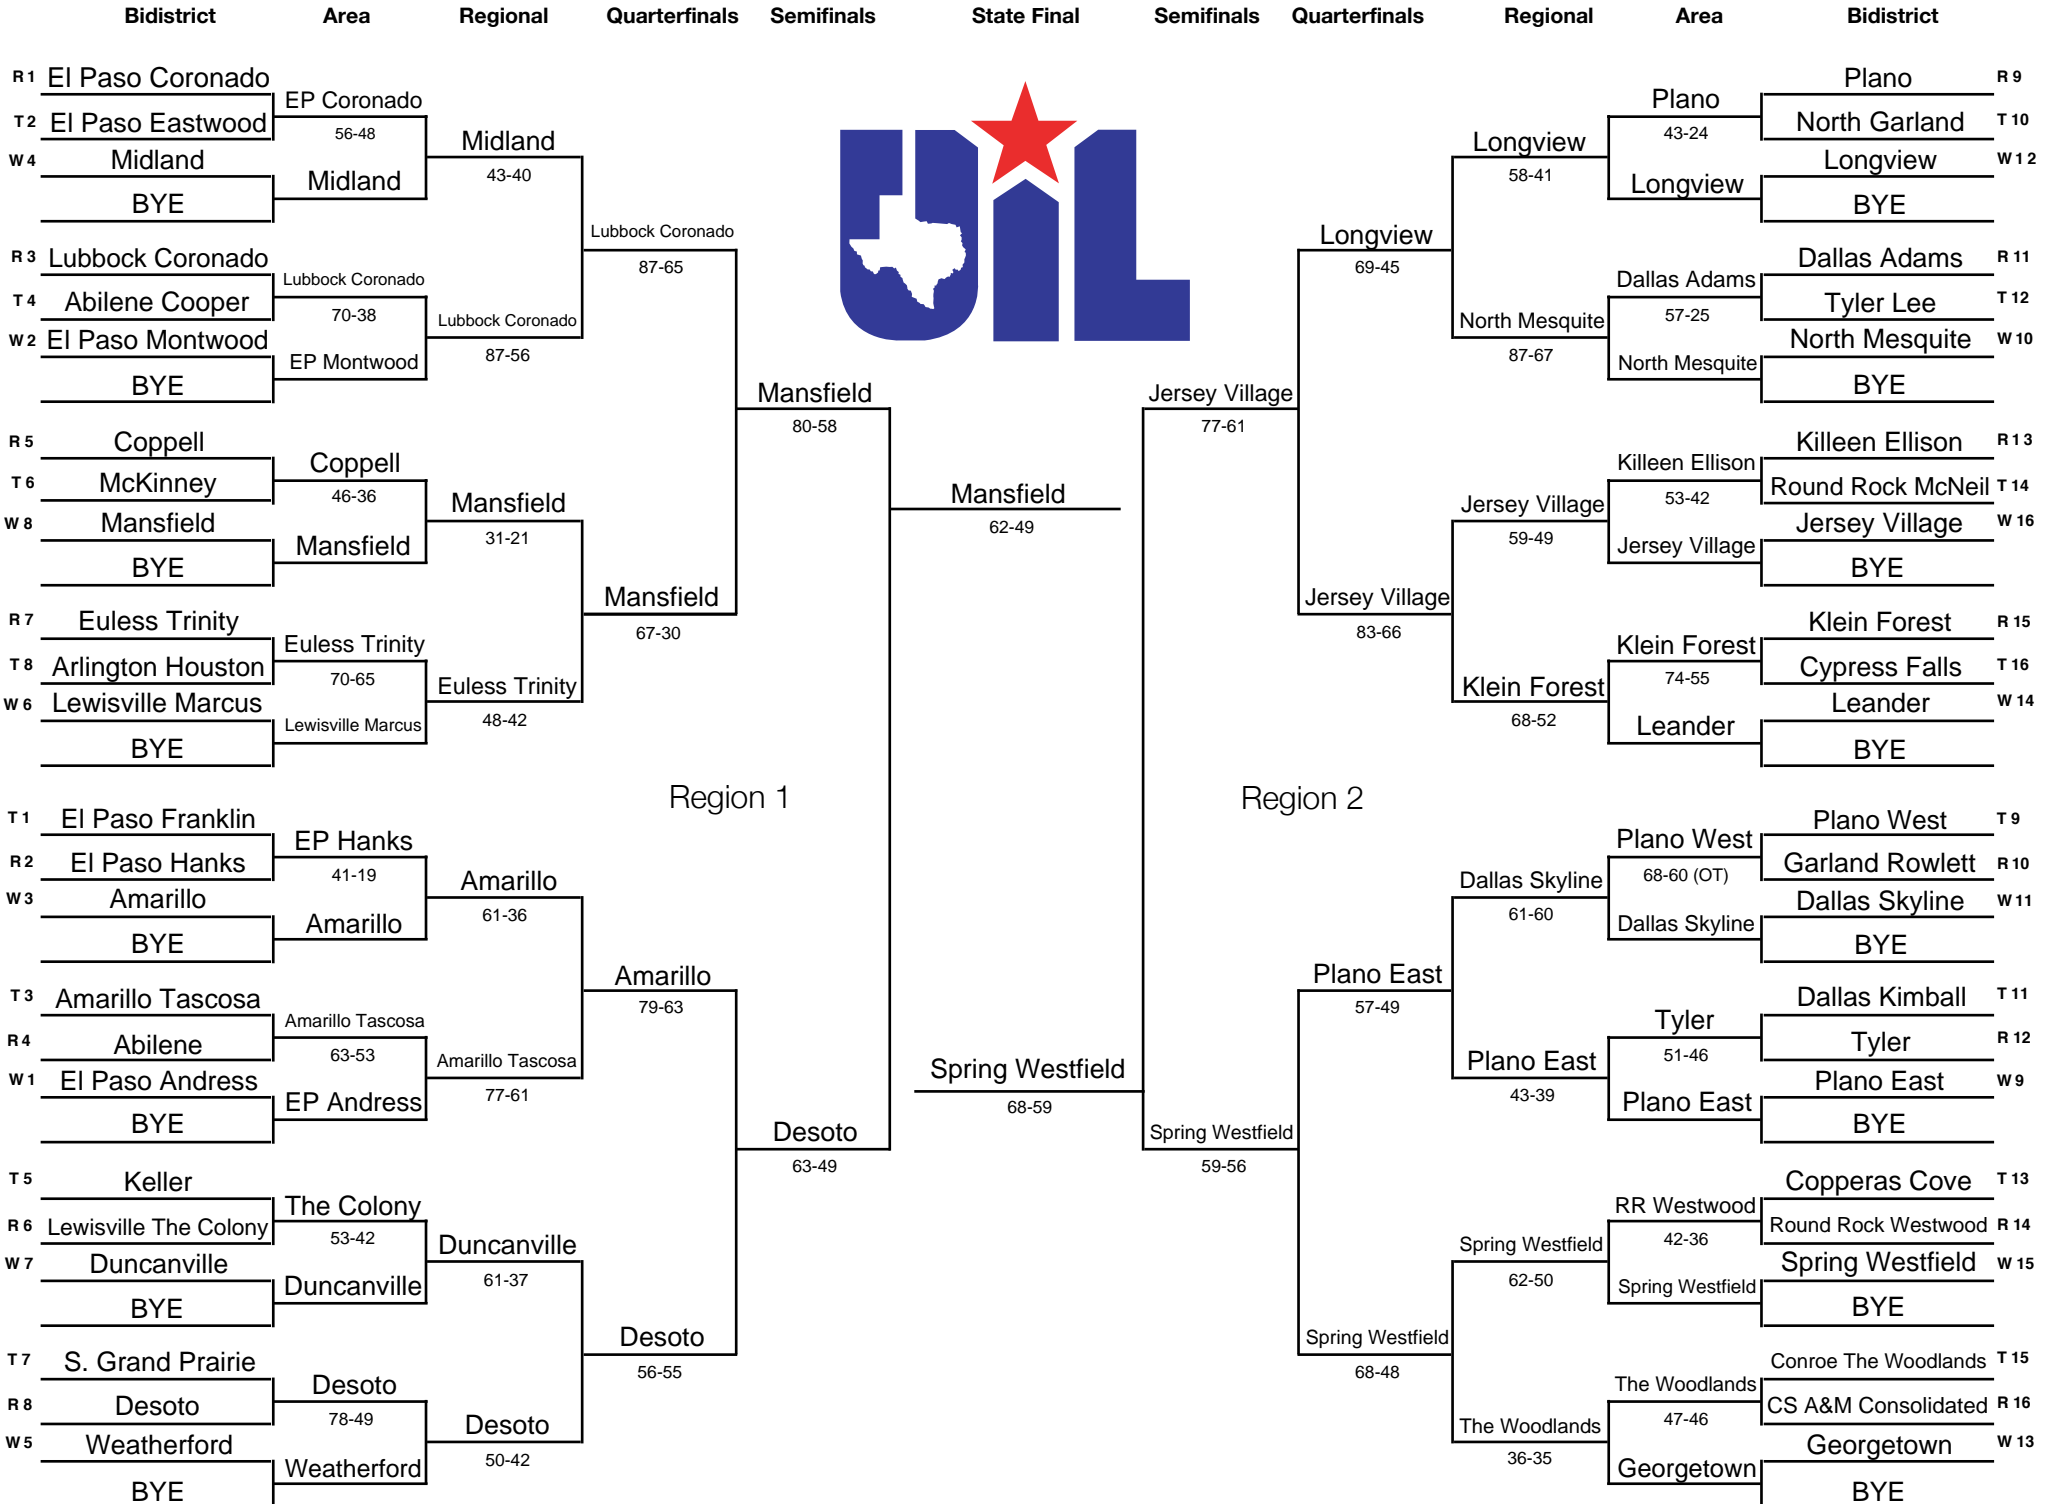 Bidistrict Area Regional Quarterfinals Semifinals State Final Semifinals Quarterfinals Regional Area Bidistrict
R 1 El Paso Coronado
EP Coronado
T 2 El Paso Eastwood
56-48
Midland
43-40
W 4 Midland
Midland
BYE
Lubbock Coronado
87-65
R 3 Lubbock Coronado
Lubbock Coronado
T 4 Abilene Cooper
70-38
Lubbock Coronado
87-56
W 2 El Paso Montwood
EP Montwood
BYE
Mansfield
80-58
R 5 Coppell
Coppell
T 6 McKinney
46-36
Mansfield
31-21
W 8 Mansfield
Mansfield
BYE
Mansfield
67-30
R 7 Euless Trinity
Euless Trinity
T 8 Arlington Houston
70-65
Euless Trinity
48-42
W 6 Lewisville Marcus
Lewisville Marcus
BYE
Region 1
T 1 El Paso Franklin
EP Hanks
R 2 El Paso Hanks
41-19
Amarillo
61-36
W 3 Amarillo
Amarillo
BYE
Amarillo
79-63
T 3 Amarillo Tascosa
Amarillo Tascosa
R 4 Abilene
63-53
Amarillo Tascosa
77-61
W 1 El Paso Andress
EP Andress
BYE
Desoto
63-49
T 5 Keller
The Colony
R 6 Lewisville The Colony
53-42
Duncanville
61-37
W 7 Duncanville
Duncanville
BYE
Desoto
56-55
T 7 S. Grand Prairie
Desoto
R 8 Desoto
78-49
Desoto
50-42
W 5 Weatherford
Weatherford
BYE
UIL
Mansfield
62-49
Spring Westfield
68-59
Plano R 9
Plano
North Garland T 10
43-24
Longview
58-41
Longview W 1 2
Longview
BYE
Longview
69-45
Dallas Adams R 11
Dallas Adams
Tyler Lee T 12
57-25
North Mesquite
87-67
North Mesquite W 10
North Mesquite
BYE
Jersey Village
77-61
Killeen Ellison R 1 3
Killeen Ellison
Round Rock McNeil T 14
53-42
Jersey Village
59-49
Jersey Village W 16
Jersey Village
BYE
Jersey Village
83-66
Klein Forest R 15
Klein Forest
Cypress Falls T 16
74-55
Klein Forest
68-52
Leander W 14
Leander
BYE
Region 2
Plano West T 9
Plano West
Garland Rowlett R 10
68-60 (OT)
Dallas Skyline
61-60
Dallas Skyline W 11
Dallas Skyline
BYE
Plano East
57-49
Dallas Kimball T 11
Tyler
Tyler R 12
51-46
Plano East
43-39
Plano East W 9
Plano East
BYE
Spring Westfield
59-56
Copperas Cove T 13
RR Westwood
Round Rock Westwood R 14
42-36
Spring Westfield
62-50
Spring Westfield W 15
Spring Westfield
BYE
Spring Westfield
68-48
Conroe The Woodlands T 15
The Woodlands
CS A&M Consolidated R 16
47-46
The Woodlands
36-35
Georgetown W 13
Georgetown
BYE